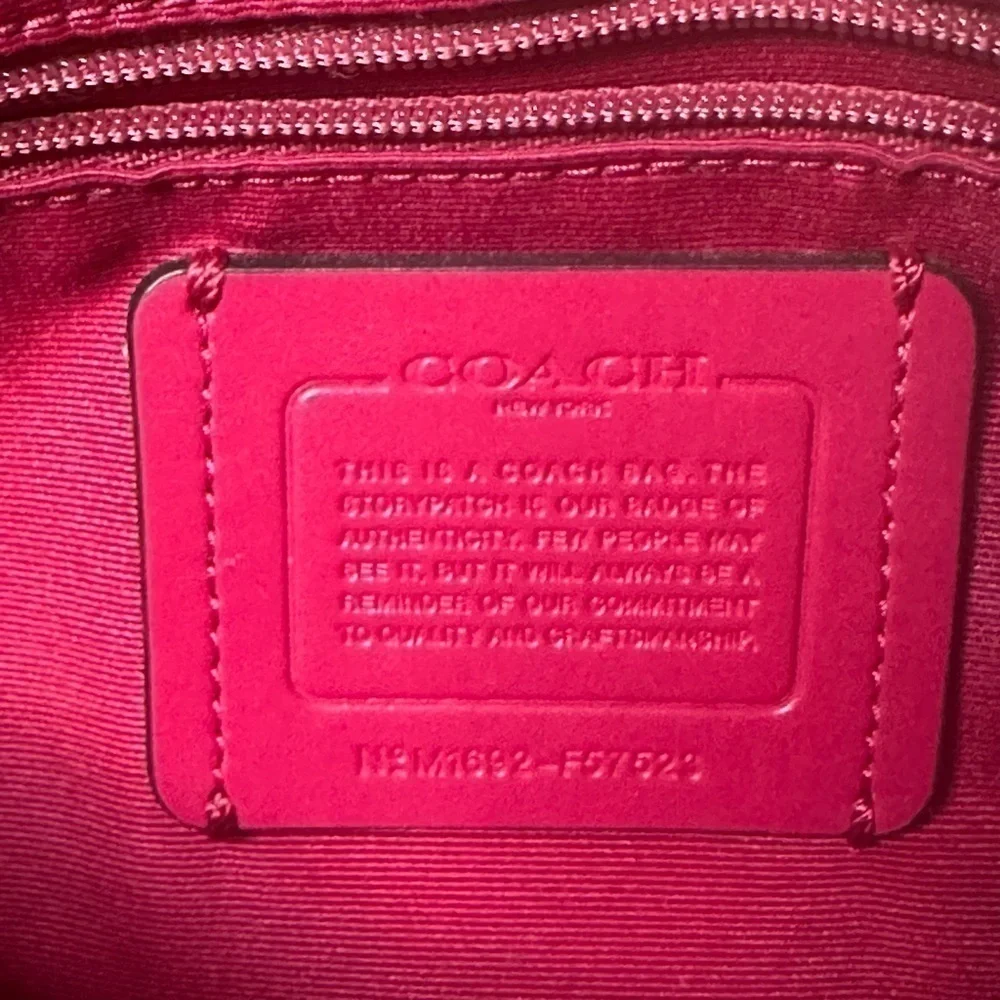 COACH
NEW YORK
THIS IS A COACH BAG. THE
STORYPATCH IS OUR BADGE OF
AUTHENTICITY. FEW PEOPLE MAY
SEE IT, BUT IT WILL ALWAYS BE A
REMINDER OF OUR COMMITMENT
TO QUALITY AND CRAFTSMANSHIP.
Nº M1692-F57523